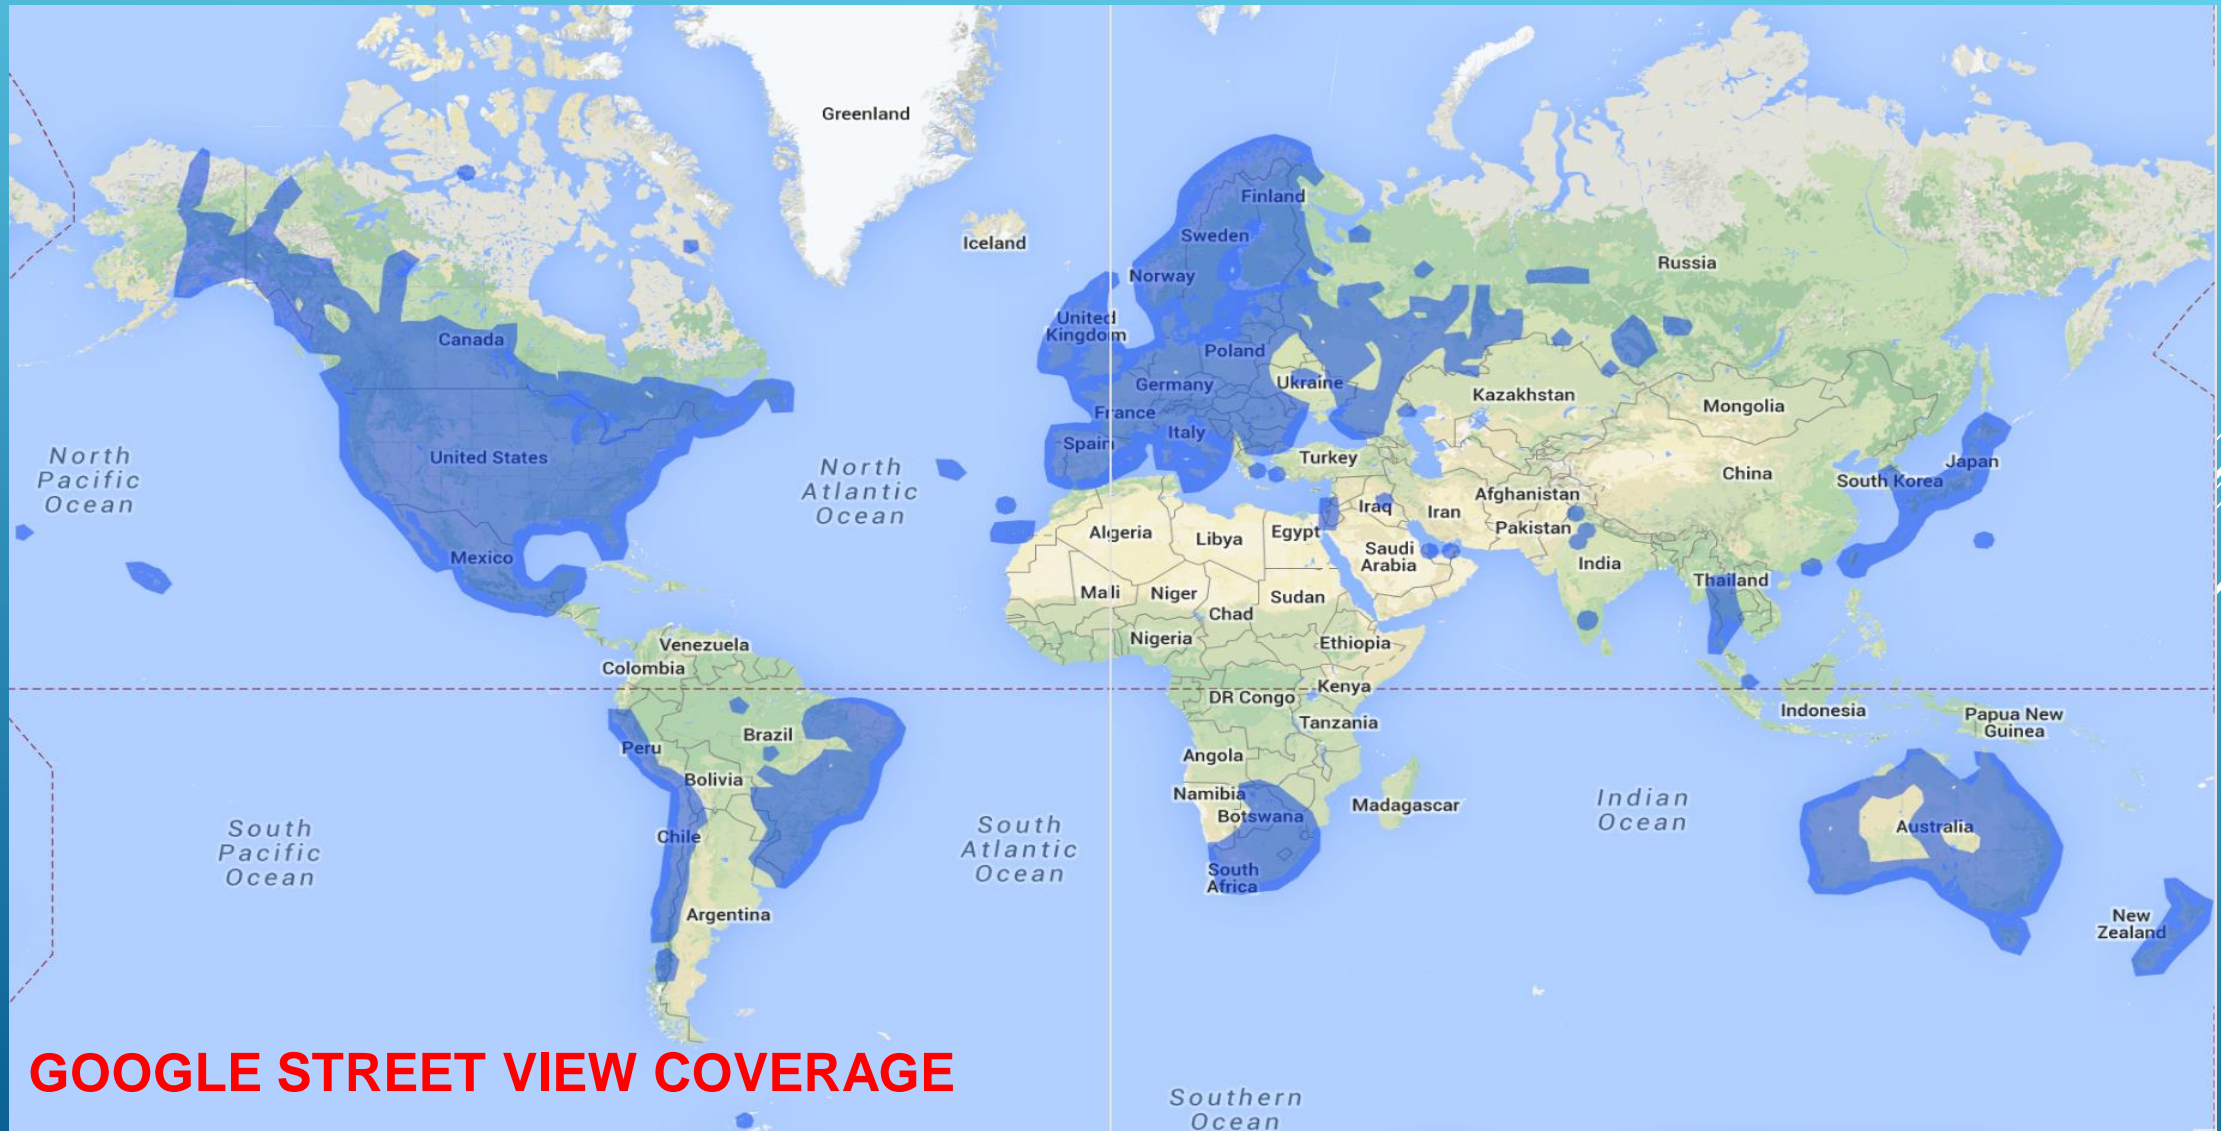 Greenland
Iceland
Finland
Sweden
Norway
Russia
United
Kingdom
Canada
Poland
Germany
Ukraine
Kazakhstan
Mongolia
France
Italy
Spain
United States
Turkey
China
Japan
South Korea
North
Pacific
Ocean
North
Atlantic
Ocean
Afghanistan
Iraq
Iran
Pakistan
Algeria
Libya
Egypt
Saudi
Arabia
India
Mexico
Thailand
Mali
Niger
Sudan
Chad
Nigeria
Ethiopia
Venezuela
Colombia
Kenya
DR Congo
Tanzania
Indonesia
Papua New
Guinea
Peru
Brazil
Angola
Bolivia
Namibia
Botswana
Madagascar
Indian
Ocean
Chile
Australia
South
Pacific
Ocean
South
Atlantic
Ocean
South
Africa
Argentina
New
Zealand
GOOGLE STREET VIEW COVERAGE
Southern
Ocean